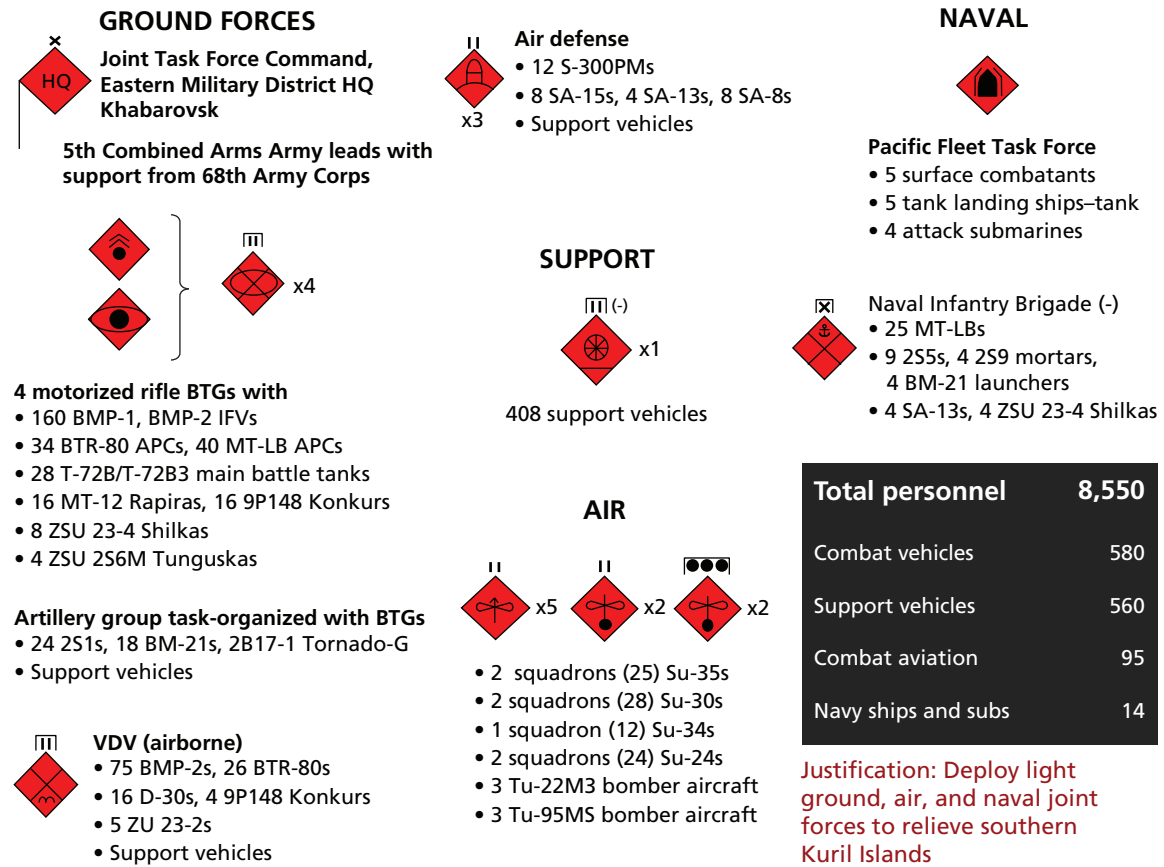 GROUND FORCES
HQ
Joint Task Force Command,
Eastern Military District HQ
Khabarovsk
5th Combined Arms Army leads with
support from 68th Army Corps
x4
4 motorized rifle BTGs with
• 160 BMP-1, BMP-2 IFVs
• 34 BTR-80 APCs, 40 MT-LB APCs
• 28 T-72B/T-72B3 main battle tanks
• 16 MT-12 Rapiras, 16 9P148 Konkurs
• 8 ZSU 23-4 Shilkas
• 4 ZSU 2S6M Tunguskas
Artillery group task-organized with BTGs
• 24 2S1s, 18 BM-21s, 2B17-1 Tornado-G
• Support vehicles
VDV (airborne)
• 75 BMP-2s, 26 BTR-80s
• 16 D-30s, 4 9P148 Konkurs
• 5 ZU 23-2s
• Support vehicles
x3
Air defense
• 12 S-300PMs
• 8 SA-15s, 4 SA-13s, 8 SA-8s
• Support vehicles
SUPPORT
(-)
x1
408 support vehicles
AIR
x5 x2 x2
• 2 squadrons (25) Su-35s
• 2 squadrons (28) Su-30s
• 1 squadron (12) Su-34s
• 2 squadrons (24) Su-24s
• 3 Tu-22M3 bomber aircraft
• 3 Tu-95MS bomber aircraft
NAVAL
Pacific Fleet Task Force
• 5 surface combatants
• 5 tank landing ships–tank
• 4 attack submarines
Naval Infantry Brigade (-)
• 25 MT-LBs
• 9 2S5s, 4 2S9 mortars,
4 BM-21 launchers
• 4 SA-13s, 4 ZSU 23-4 Shilkas
Total personnel 8,550
Combat vehicles 580
Support vehicles 560
Combat aviation 95
Navy ships and subs 14
Justification: Deploy light
ground, air, and naval joint
forces to relieve southern
Kuril Islands